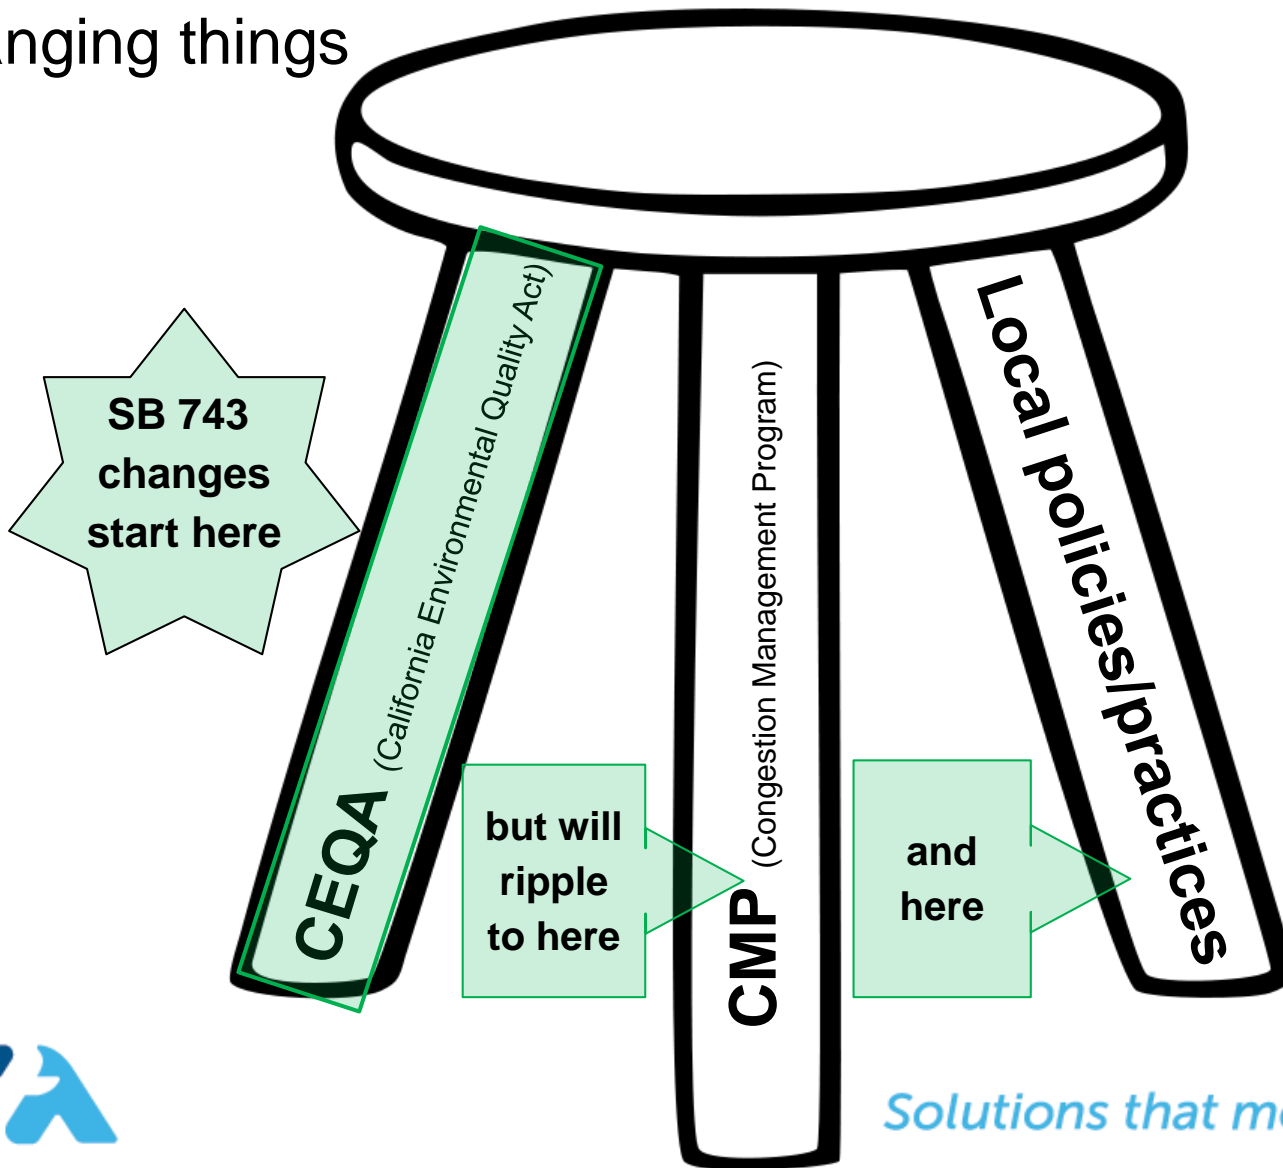 nging things
SB 743
changes
start here
CEQA (California Environmental Quality Act)
but will
ripple
to here
CMP (Congestion Management Program)
and
here
Local policies/practices
Solutions that m